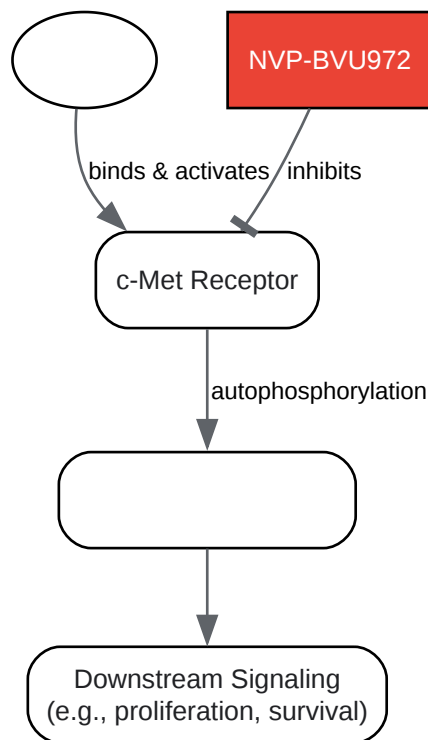 NVP-BVU972
binds & activates
inhibits
c-Met Receptor
autophosphorylation
Downstream Signaling
(e.g., proliferation, survival)